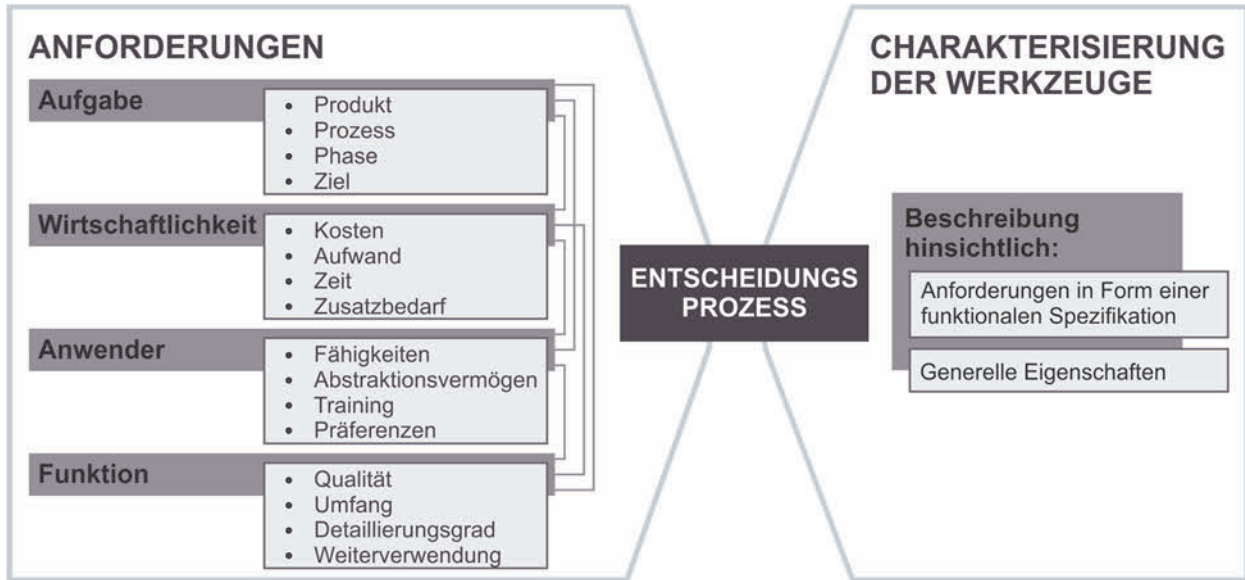 ANFORDERUNGEN
Aufgabe
• Produkt
• Prozess
• Phase
• Ziel
Wirtschaftlichkeit
• Kosten
• Aufwand
• Zeit
• Zusatzbedarf
Anwender
• Fähigkeiten
• Abstraktionsvermögen
• Training
• Präferenzen
Funktion
• Qualität
• Umfang
• Detaillierungsgrad
• Weiterverwendung
ENTSCHEIDUNGS
PROZESS
CHARAKTERISIERUNG
DER WERKZEUGE
Beschreibung
hinsichtlich:
Anforderungen in Form einer
funktionalen Spezifikation
Generelle Eigenschaften